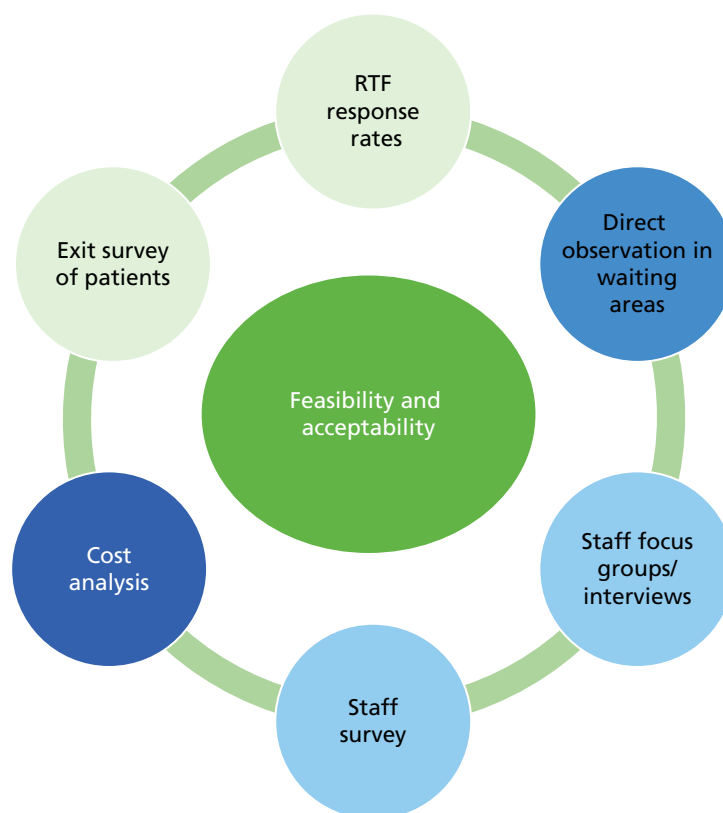 RTF
response
rates
Direct
observation in
waiting
areas
Exit survey
of patients
Feasibility and
acceptability
Staff focus
groups/
interviews
Cost
analysis
Staff
survey